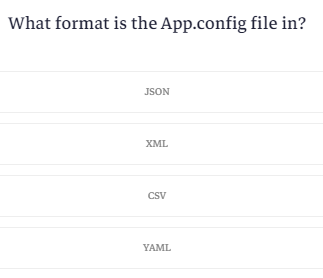 What format is the App.config file in?
JSON
XML
CSV
YAML